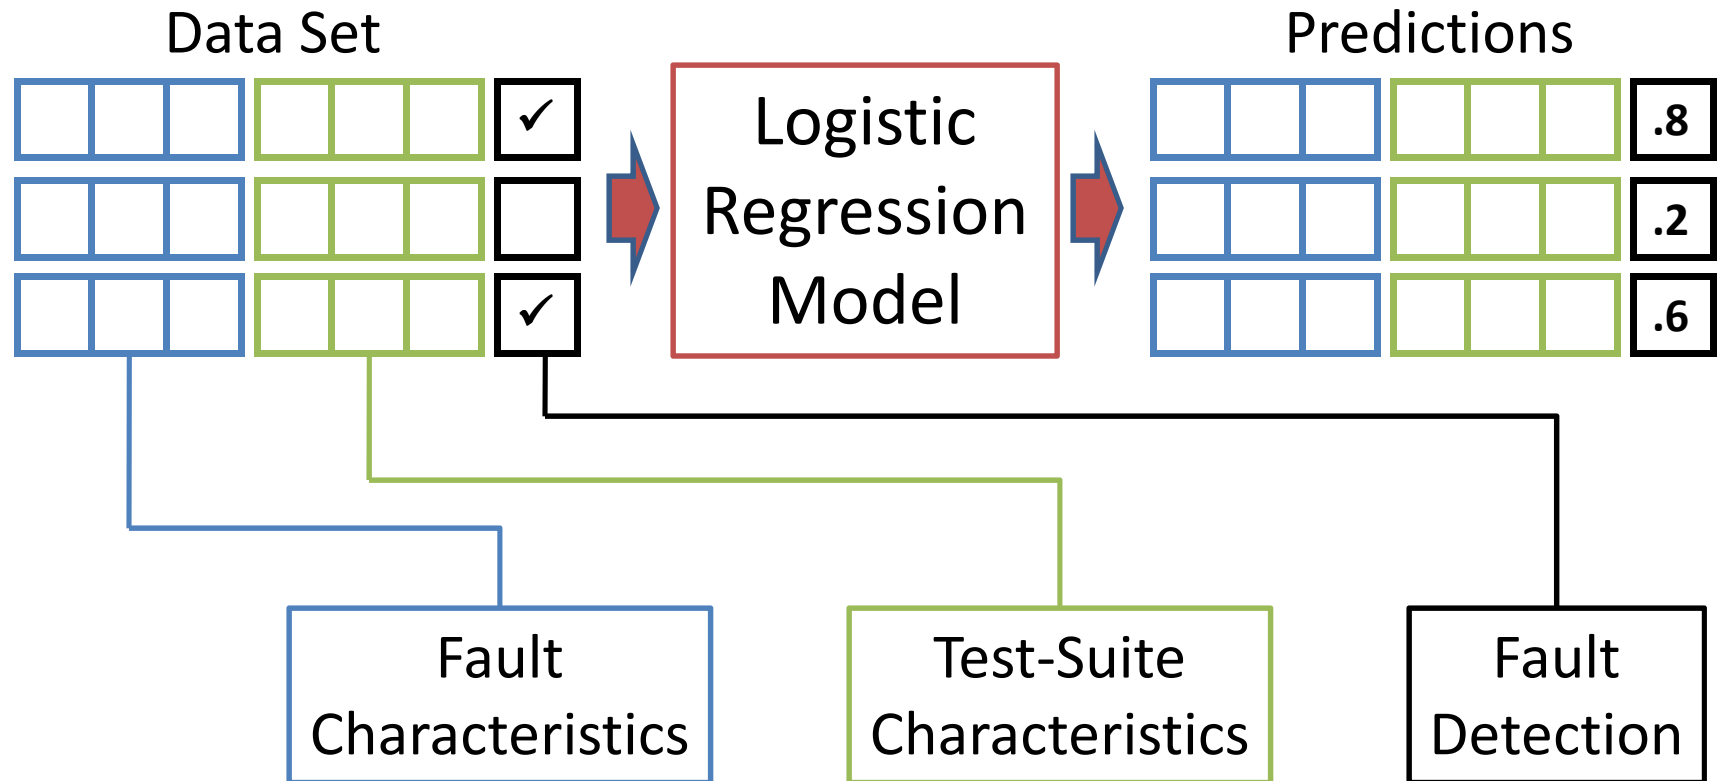 Data Set
Predictions
✓
✓
Logistic
Regression
Model
.8
.2
.6
Fault
Characteristics
Test-Suite
Characteristics
Fault
Detection